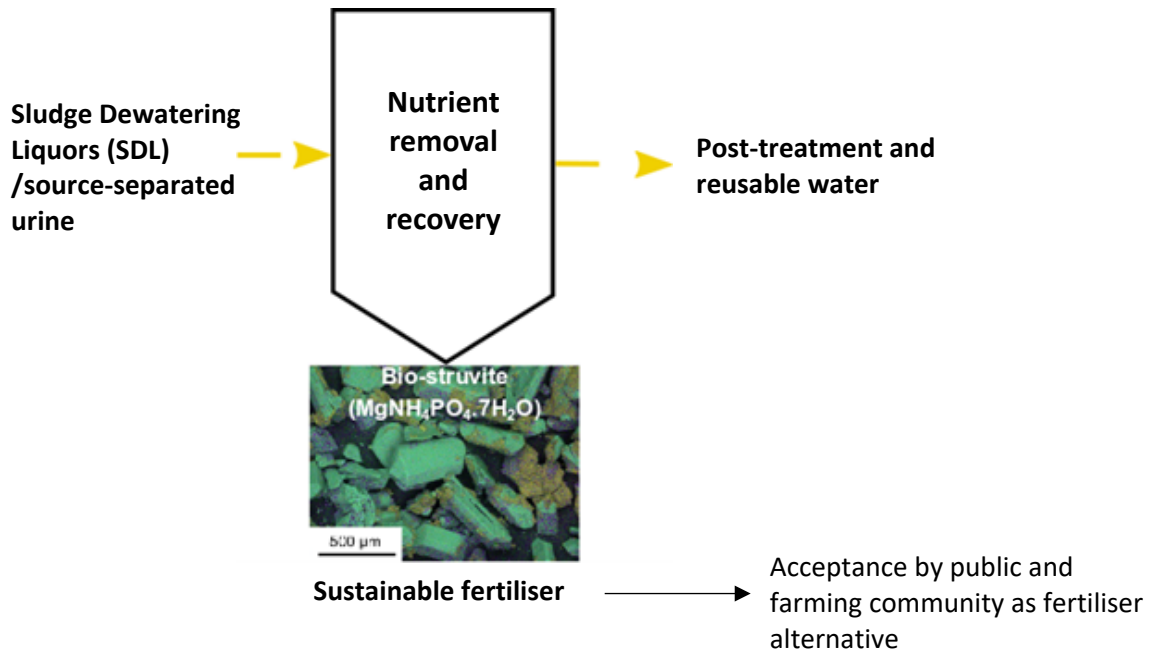 Sludge Dewatering
Liquors (SDL)
/source-separated
urine
Nutrient
removal
and
recovery
Post-treatment and
reusable water
Bio-struvite
(MgNH₄PO₄.7H₂O)
500 μm
Sustainable fertiliser
Acceptance by public and
farming community as fertiliser
alternative